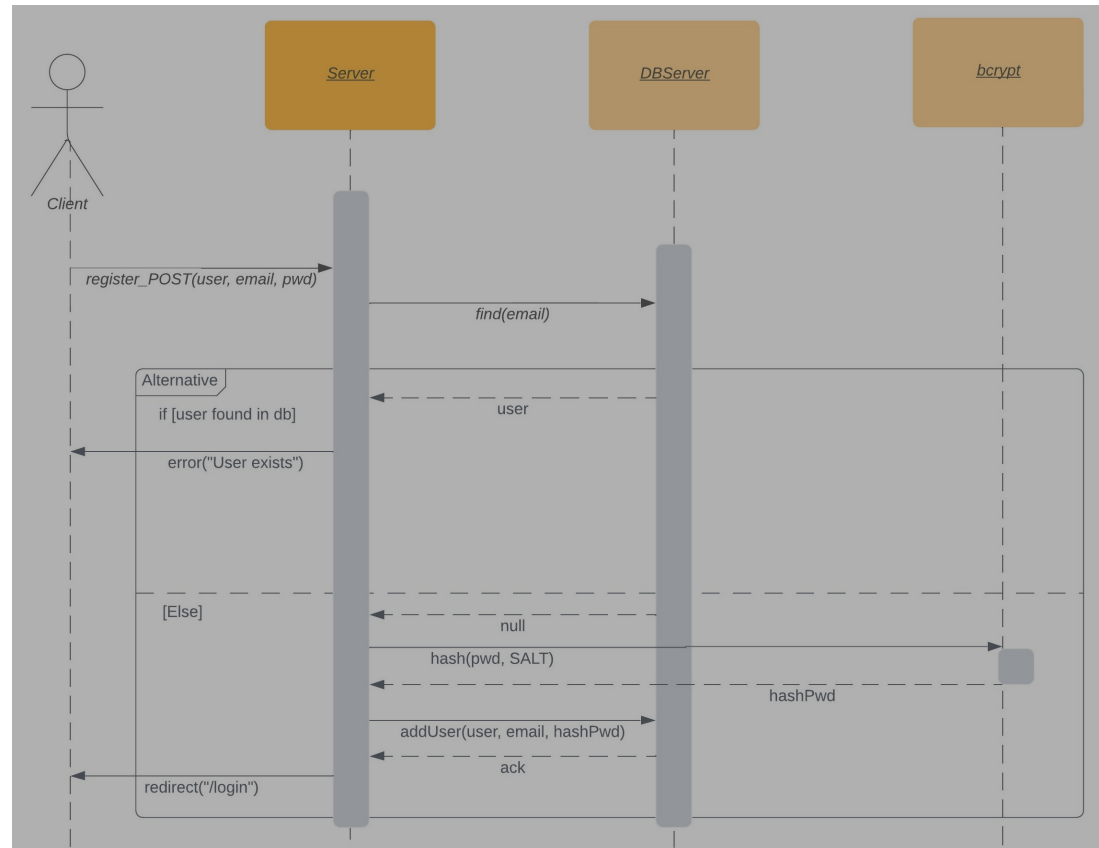 Server
DBServer
bcrypt
Client
register_POST(user, email, pwd)
find(email)
Alternative
user
if [user found in db]
error("User exists")
[Else]
null
hash(pwd, SALT)
hashPwd
addUser(user, email, hashPwd)
ack
redirect("/login")